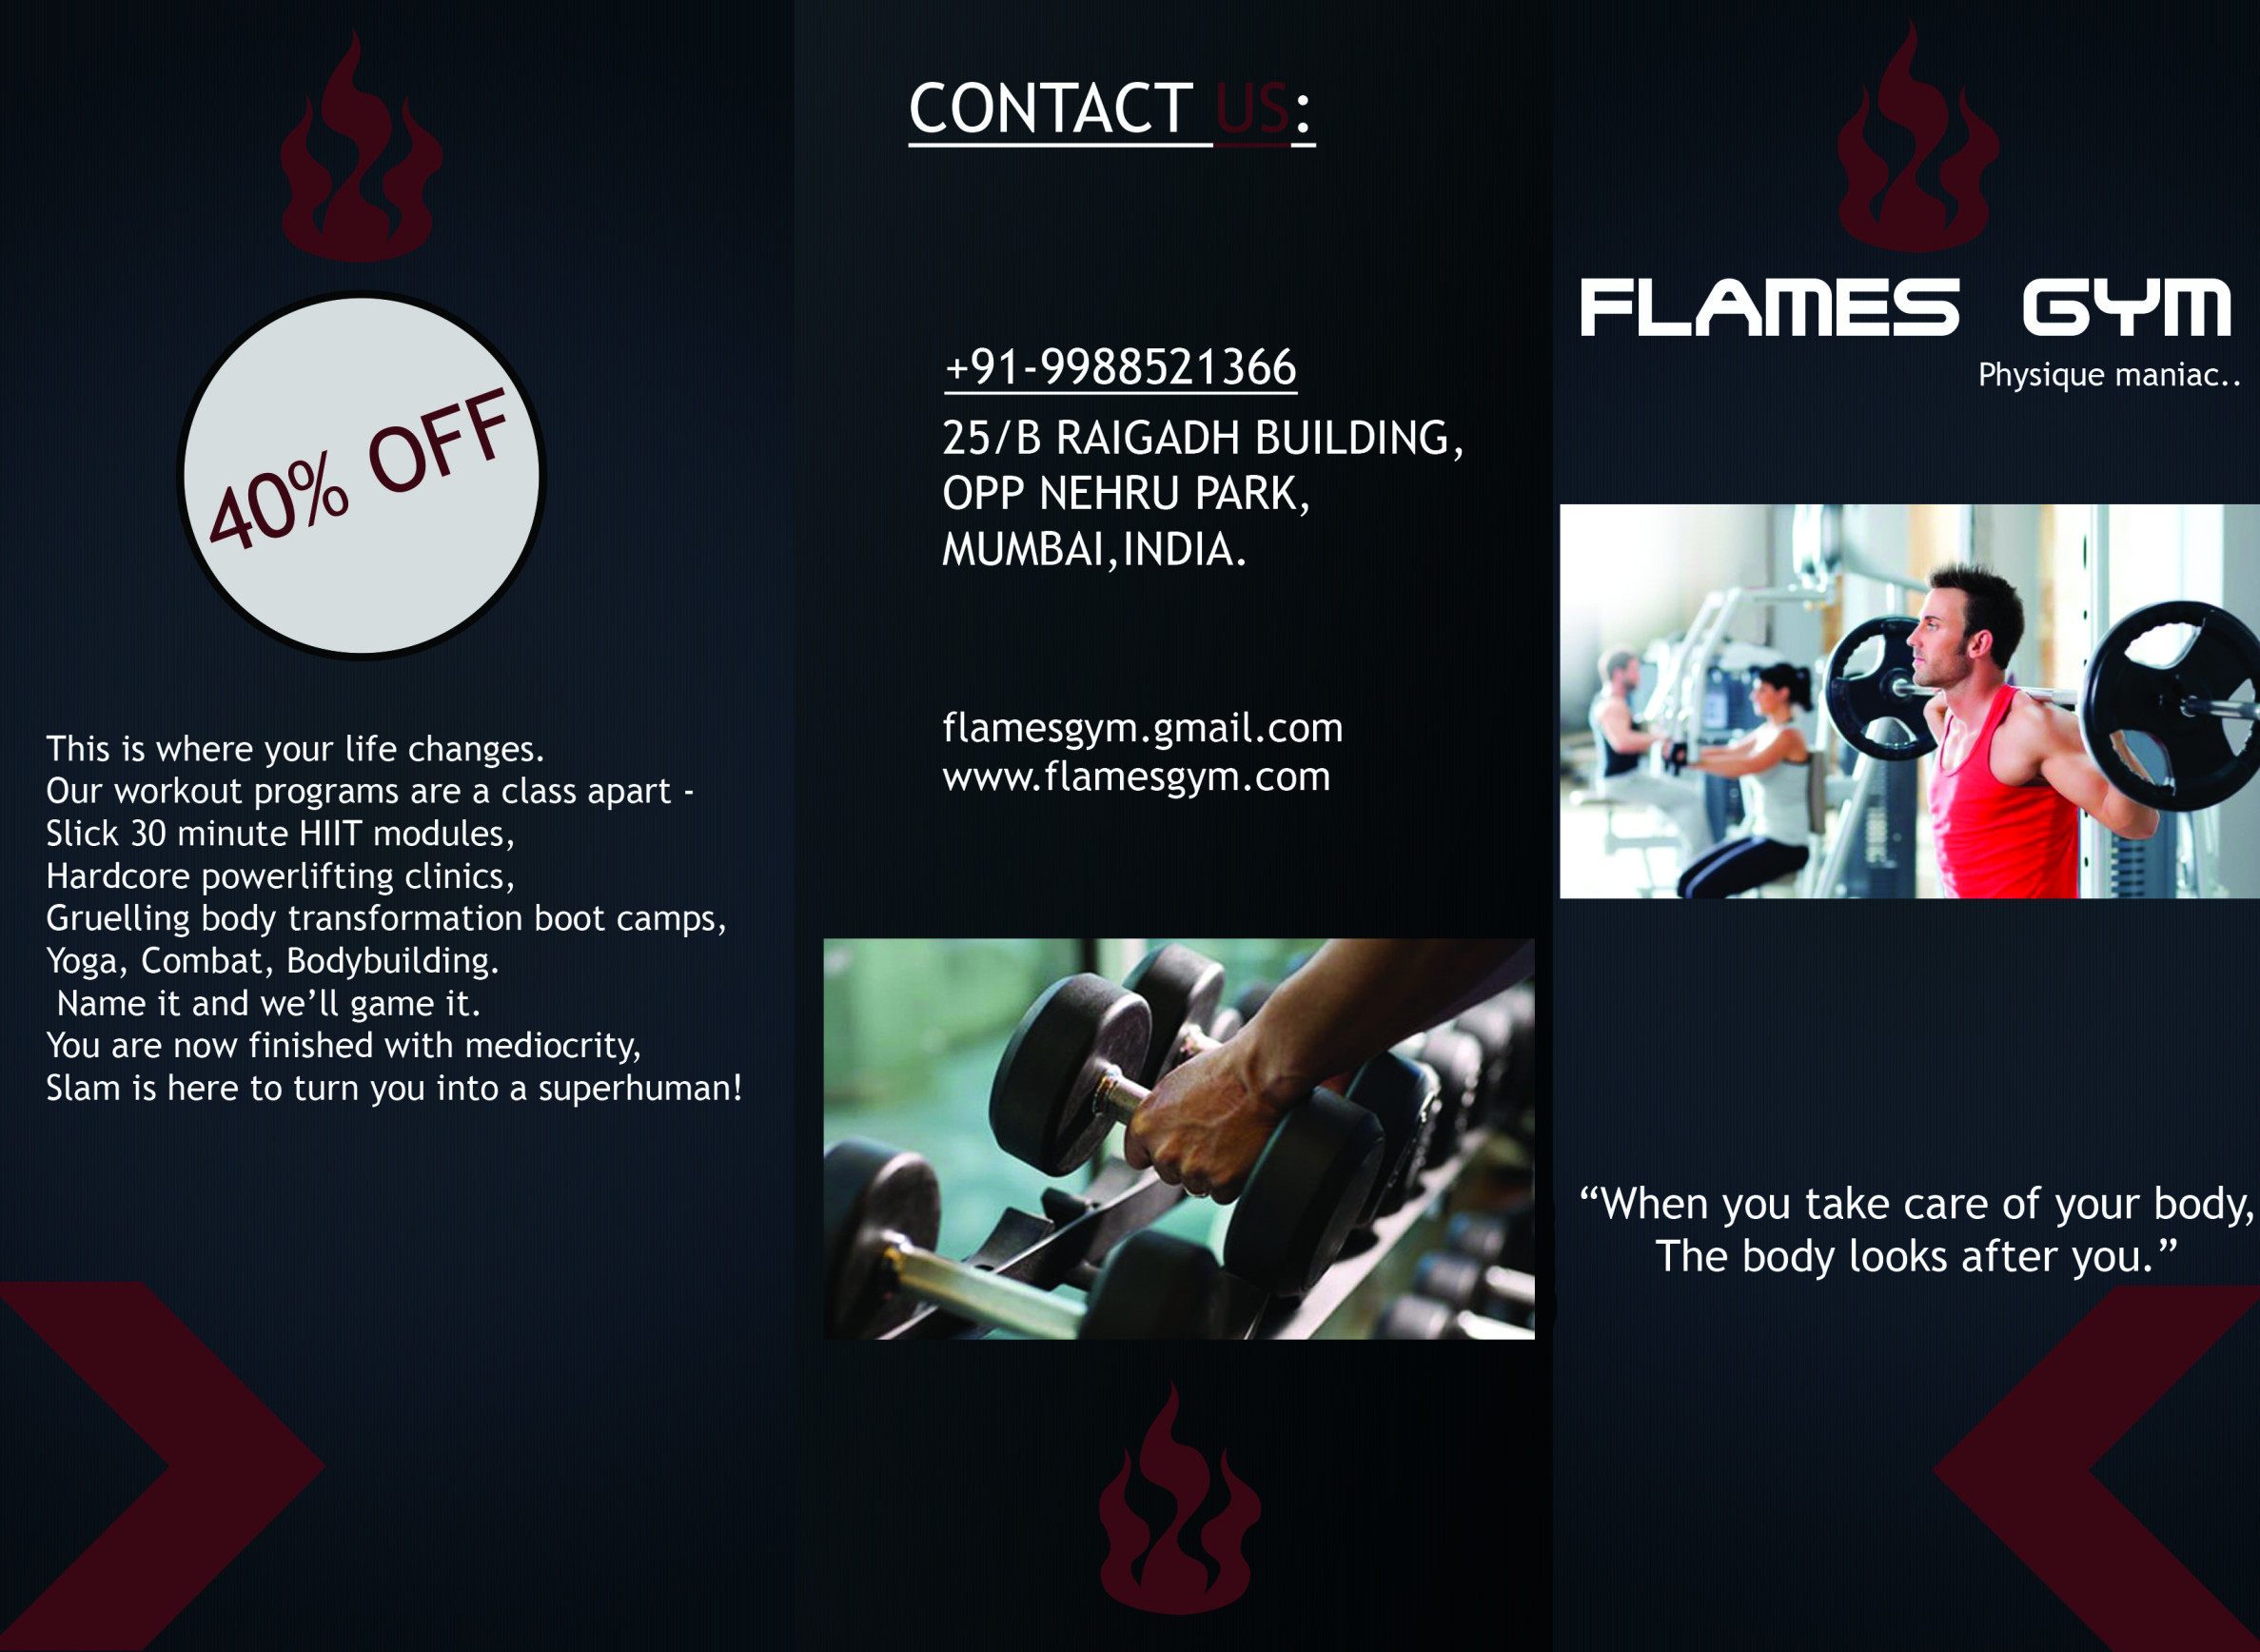 40% OFF
This is where your life changes.
Our workout programs are a class apart -
Slick 30 minute HIIT modules,
Hardcore powerlifting clinics,
Gruelling body transformation boot camps,
Yoga, Combat, Bodybuilding.
Name it and we’ll game it.
You are now finished with mediocrity,
Slam is here to turn you into a superhuman!
CONTACT US:
+91-9988521366
25/B RAIGADH BUILDING,
OPP NEHRU PARK,
MUMBAI,INDIA.
flamesgym.gmail.com
www.flamesgym.com
FLAMES GYM
Physique maniac..
“When you take care of your body,
The body looks after you.”